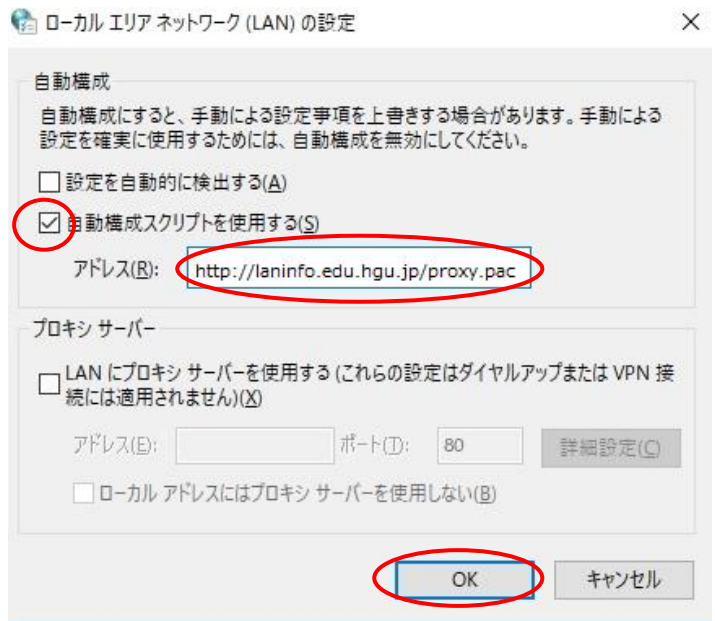 ローカル エリア ネットワーク (LAN) の設定
自動構成
自動構成にすると、手動による設定事項を上書きする場合があります。手動による
設定を確実に使用するためには、自動構成を無効にしてください。
設定を自動的に検出する(A)
自動構成スクリプトを使用する(S)
アドレス(R): http://laninfo.edu.hgu.jp/proxy.pac
プロキシ サーバー
LAN にプロキシ サーバーを使用する (これらの設定はダイヤルアップまたは VPN 接
続には適用されません)(X)
アドレス(E): ポート(T): 80 詳細設定(C)
ローカル アドレスにはプロキシ サーバーを使用しない(B)
OK キャンセル